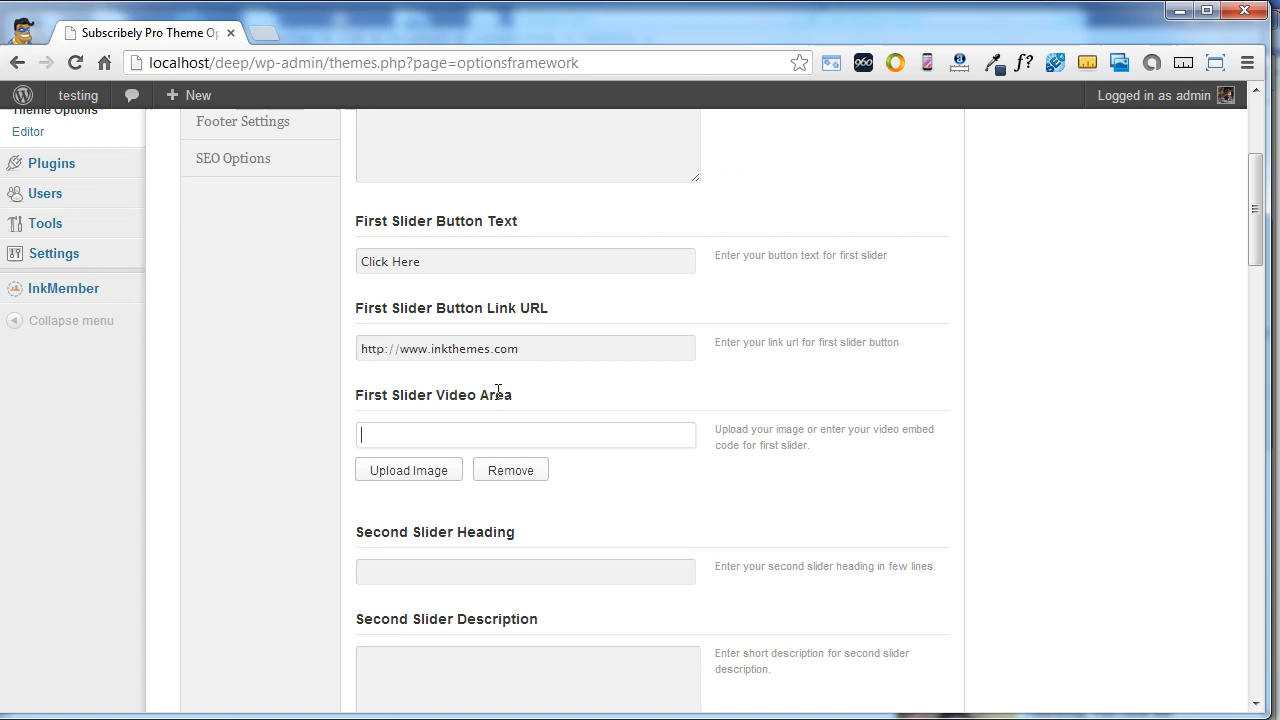 Subscribely Pro Theme Op
localhost/deep/wp-admin/themes.php?page=optionsframework
960
f?
testing
New
Logged in as admin
Theme Options
Editor
Plugins
Users
Tools
Settings
InkMember
Collapse menu
Footer Settings
SEO Options
First Slider Button Text
Click Here
Enter your button text for first slider
First Slider Button Link URL
http://www.inkthemes.com
Enter your link url for first slider button
First Slider Video Area
Upload your image or enter your video embed
code for first slider.
Upload Image
Remove
Second Slider Heading
Enter your second slider heading in few lines.
Second Slider Description
Enter short description for second slider
description.